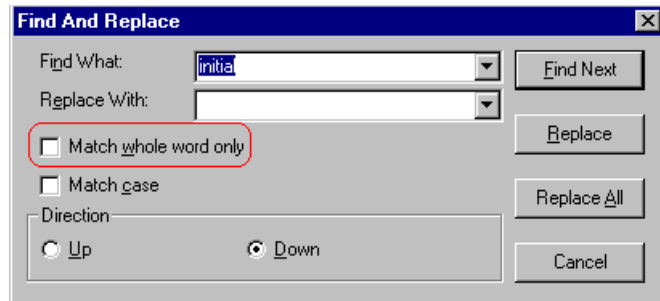 Find And Replace
Find What: initial Find Next
Replace With:
Match whole word only Replace
Match case
Replace All
Direction
Up Down
Cancel